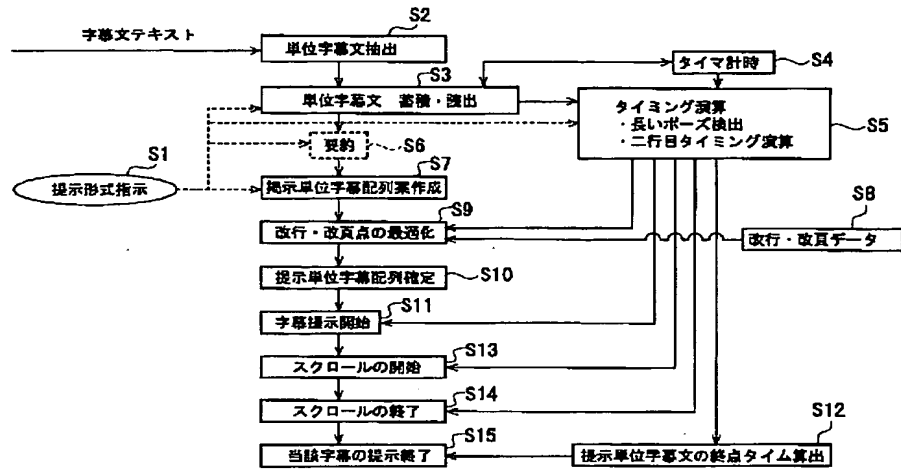 S2
字幕文テキスト
単位字幕文抽出
S3
タイマ計時
S4
単位字幕文 蓄積・読出
タイミング演算
・長いポーズ検出
・二行目タイミング演算
S5
S1
要約
S6
提示形式指示
S7
掲示単位字幕配列案作成
S9
S8
改行・改頁点の最適化
改行・改頁データ
提示単位字幕配列確定
S10
S11
字幕提示開始
S13
スクロールの開始
S14
スクロールの終了
S12
S15
当該字幕の提示終了
提示単位字幕文の終点タイム算出